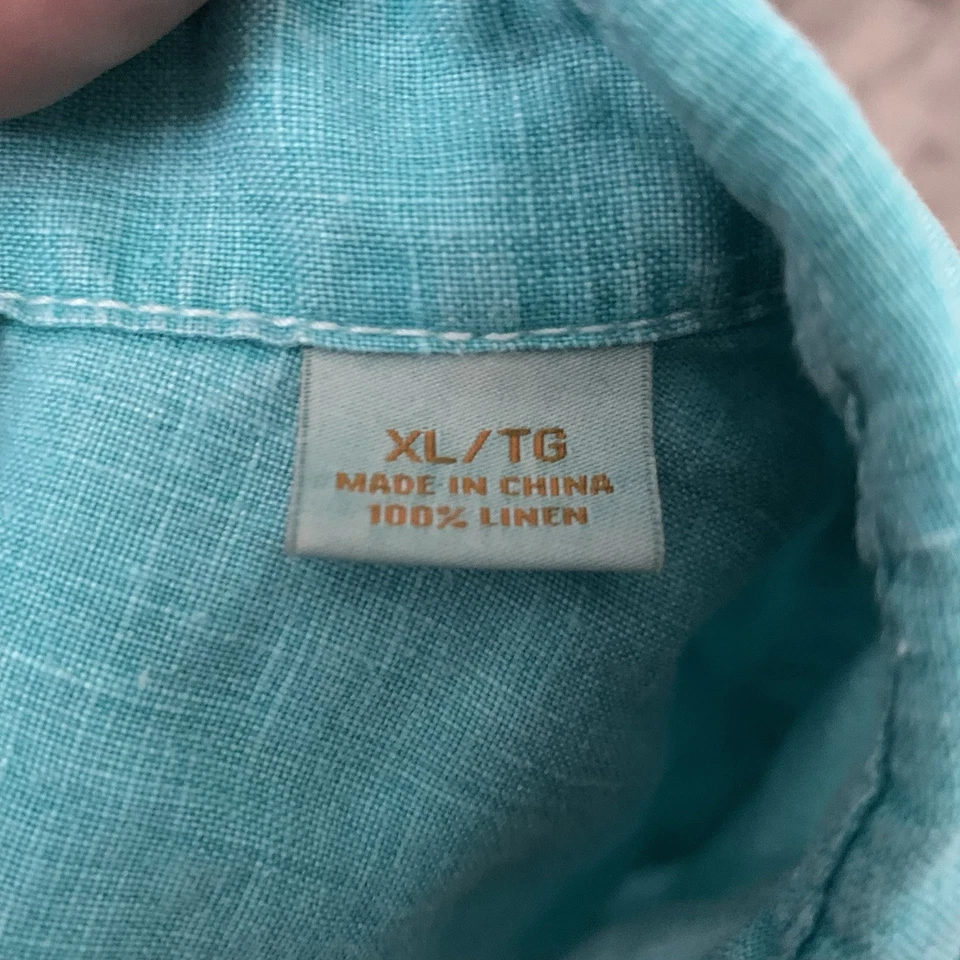 XL/TG
MADE IN CHINA
100% LINEN